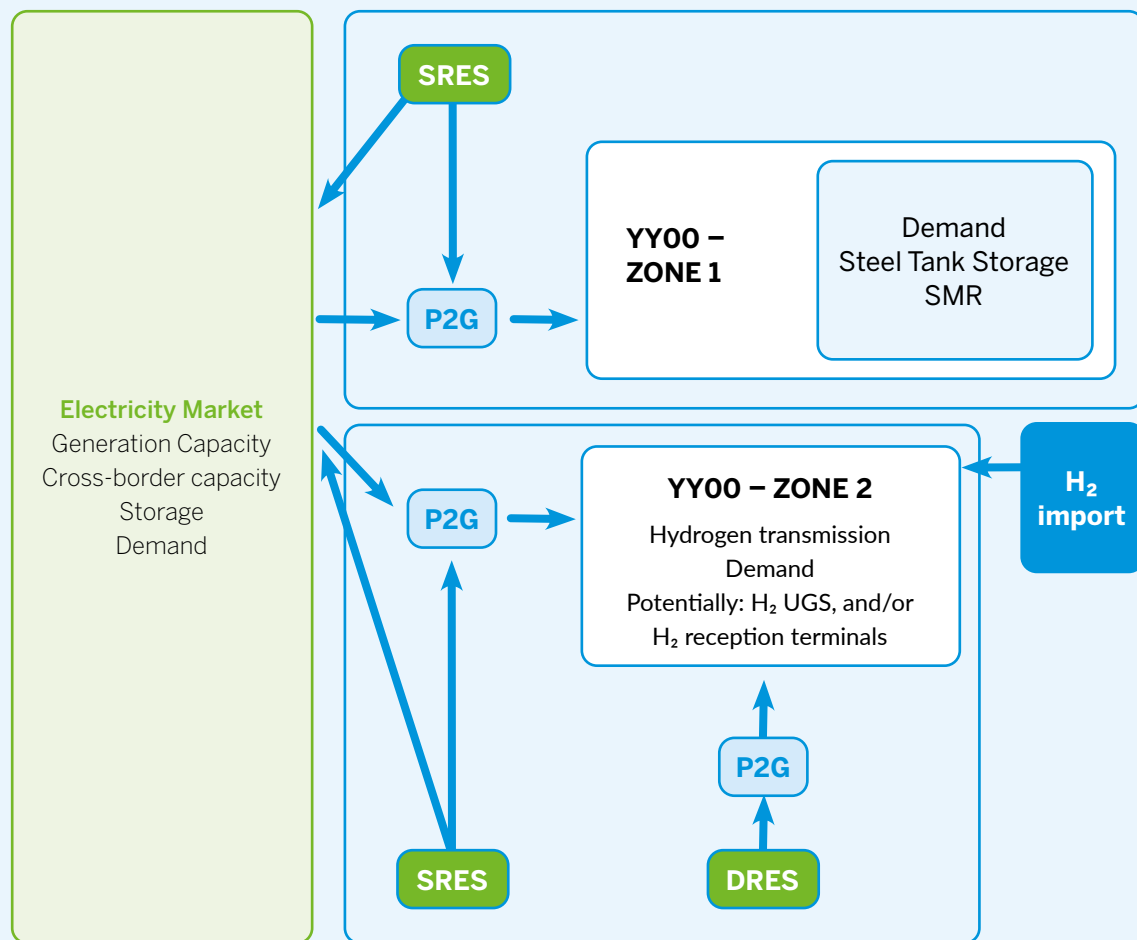 SRES
YY00 –
ZONE 1
Demand
Steel Tank Storage
SMR
P2G
Electricity Market
Generation Capacity
Cross-border capacity
Storage
Demand
P2G
YY00 – ZONE 2
Hydrogen transmission
Demand
Potentially: H₂ UGS, and/or
H₂ reception terminals
H₂
import
P2G
SRES
DRES